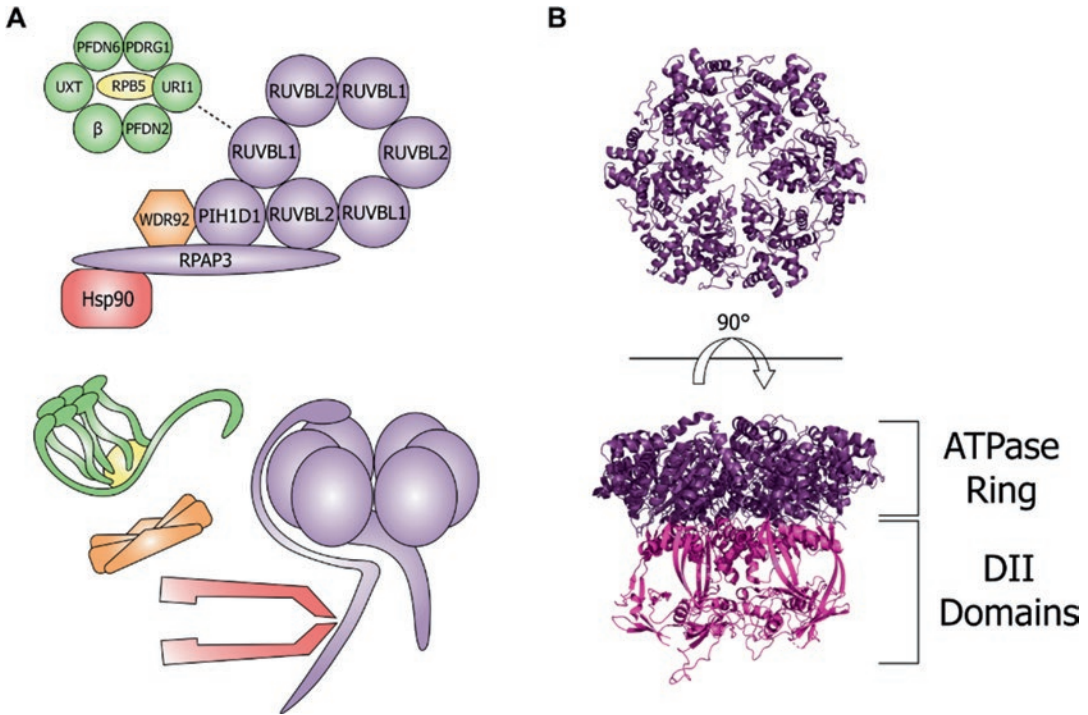 A
PFDN6 PDRG1
UXT RPB5 URI1
β PFDN2
RUVBL2 RUVBL1
RUVBL1 RUVBL2
WDR92 PIH1D1 RUVBL2 RUVBL1
RPAP3
Hsp90
B
90°
ATPase
Ring
DII
Domains